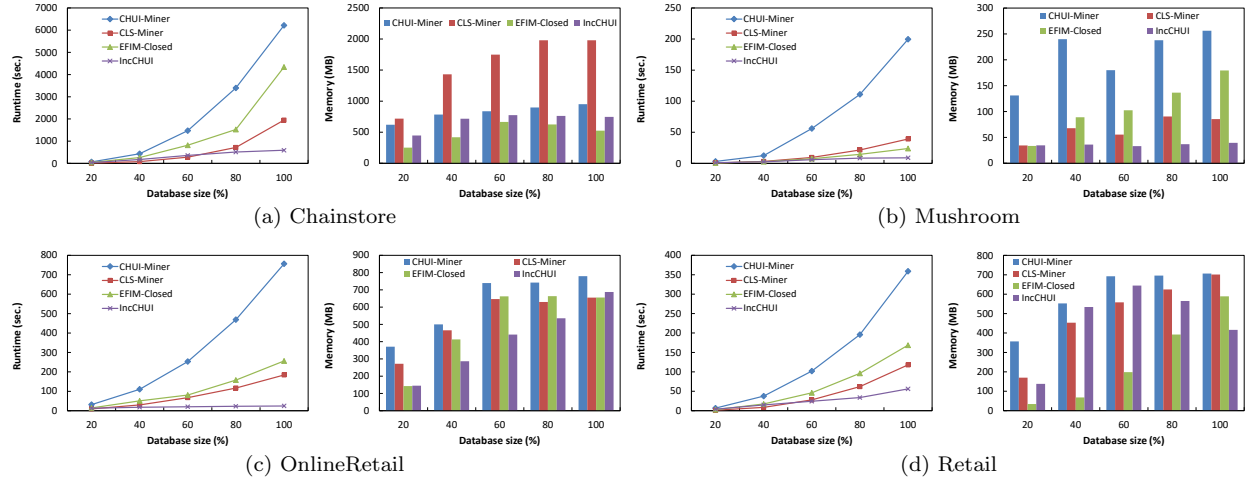 7000
6000
5000
4000
3000
2000
1000
0
Runtime (sec.)
CHUI-Miner
CLS-Miner
EFIM-Closed
IncCHUI
20 40 60 80 100
Database size (%)
2500
2000
1500
1000
500
0
Memory (MB)
CHUI-Miner CLS-Miner EFIM-Closed IncCHUI
20 40 60 80 100
Database size (%)
(a) Chainstore
250
200
150
100
50
0
Runtime (sec.)
CHUI-Miner
CLS-Miner
EFIM-Closed
IncCHUI
20 40 60 80 100
Database size (%)
300
250
200
150
100
50
0
Memory (MB)
CHUI-Miner CLS-Miner
EFIM-Closed IncCHUI
20 40 60 80 100
Database size (%)
(b) Mushroom
800
700
600
500
400
300
200
100
0
Runtime (sec.)
CHUI-Miner
CLS-Miner
EFIM-Closed
IncCHUI
20 40 60 80 100
Database size (%)
900
800
700
600
500
400
300
200
100
0
Memory (MB)
CHUI-Miner CLS-Miner
EFIM-Closed IncCHUI
20 40 60 80 100
Database size (%)
(c) OnlineRetail
400
350
300
250
200
150
100
50
0
Runtime (sec.)
CHUI-Miner
CLS-Miner
EFIM-Closed
IncCHUI
20 40 60 80 100
Database size (%)
800
700
600
500
400
300
200
100
0
Memory (MB)
CHUI-Miner
CLS-Miner
EFIM-Closed
IncCHUI
20 40 60 80 100
Database size (%)
(d) Retail